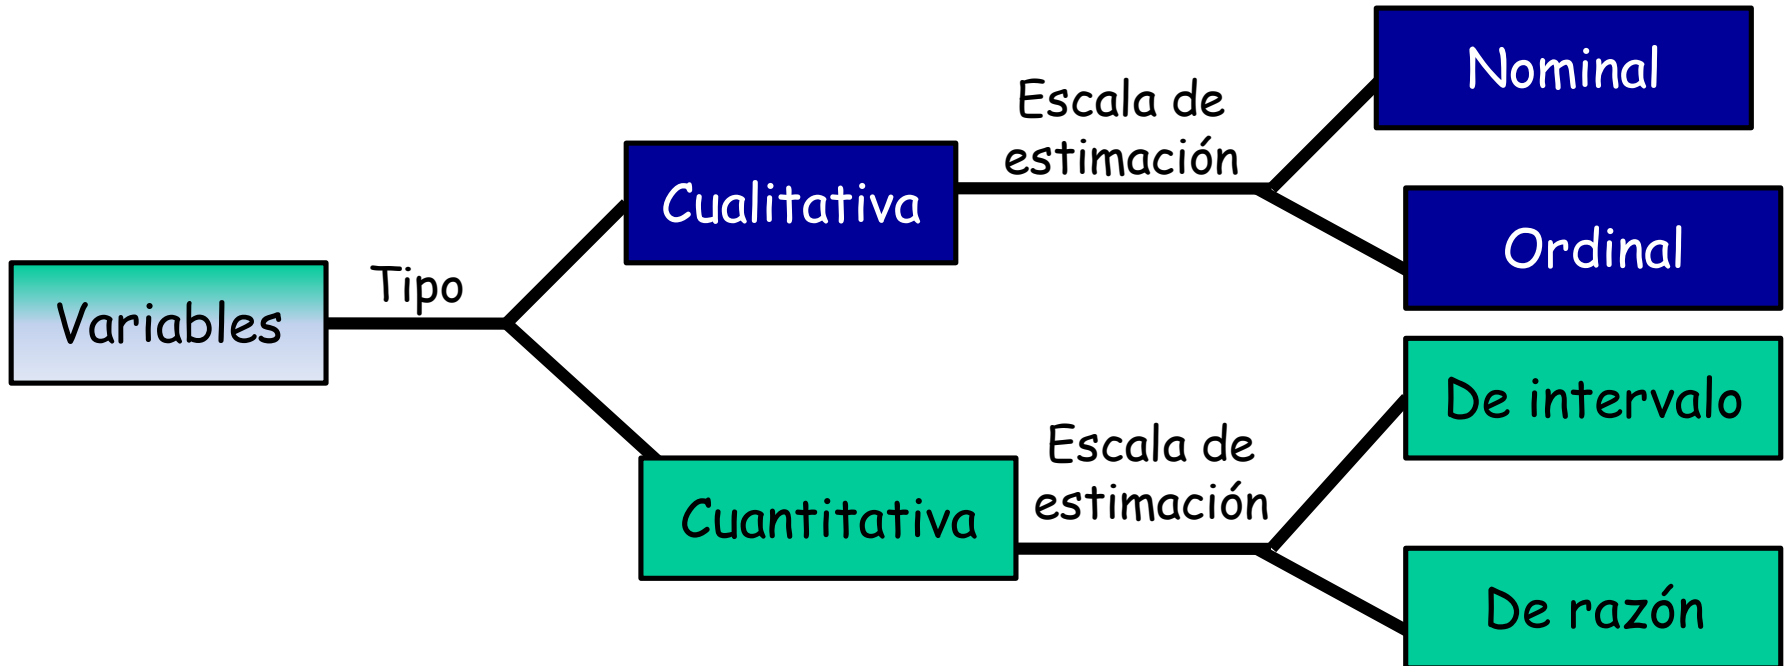 Variables
Tipo
Cualitativa
Escala de
estimación
Nominal
Ordinal
Cuantitativa
Escala de
estimación
De intervalo
De razón